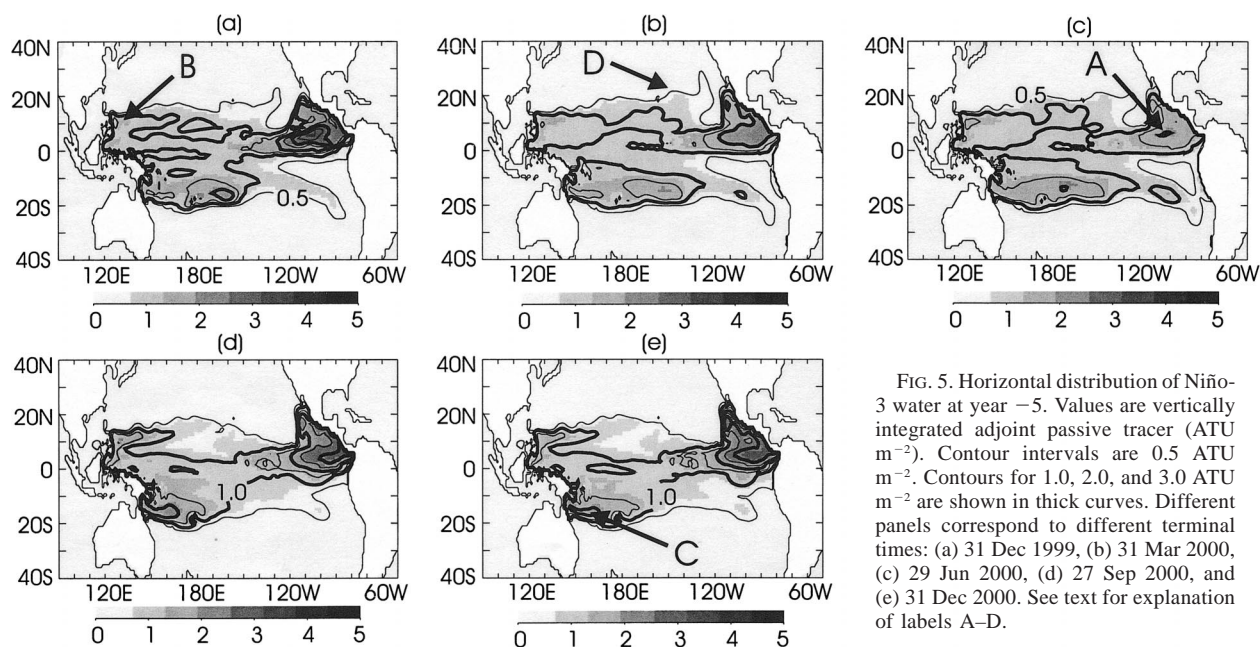 (a)
(b)
(c)
40N
20N
0
20S
40S
B
0.5
120E 180E 120W 60W
0 1 2 3 4 5
40N
20N
0
20S
40S
D
120E 180E 120W 60W
0 1 2 3 4 5
40N
20N
0
20S
40S
A
0.5
120E 180E 120W 60W
0 1 2 3 4 5
(d)
(e)
40N
20N
0
20S
40S
1.0
120E 180E 120W 60W
0 1 2 3 4 5
40N
20N
0
20S
40S
1.0
C
120E 180E 120W 60W
0 1 2 3 4 5
FIG. 5. Horizontal distribution of Niño-
3 water at year −5. Values are vertically
integrated adjoint passive tracer (ATU
m⁻²). Contour intervals are 0.5 ATU
m⁻². Contours for 1.0, 2.0, and 3.0 ATU
m⁻² are shown in thick curves. Different
panels correspond to different terminal
times: (a) 31 Dec 1999, (b) 31 Mar 2000,
(c) 29 Jun 2000, (d) 27 Sep 2000, and
(e) 31 Dec 2000. See text for explanation
of labels A–D.